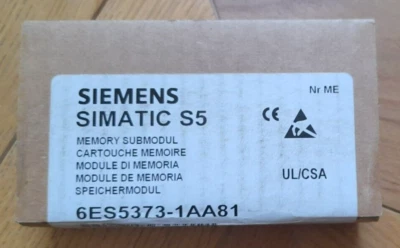 Nr ME
SIEMENS
SIMATIC S5
CE
MEMORY SUBMODUL
CARTOUCHE MEMOIRE
MODULE DI MEMORIA
MODULE DE MEMORIA
SPEICHERMODUL
UL/CSA
6ES5373-1AA81